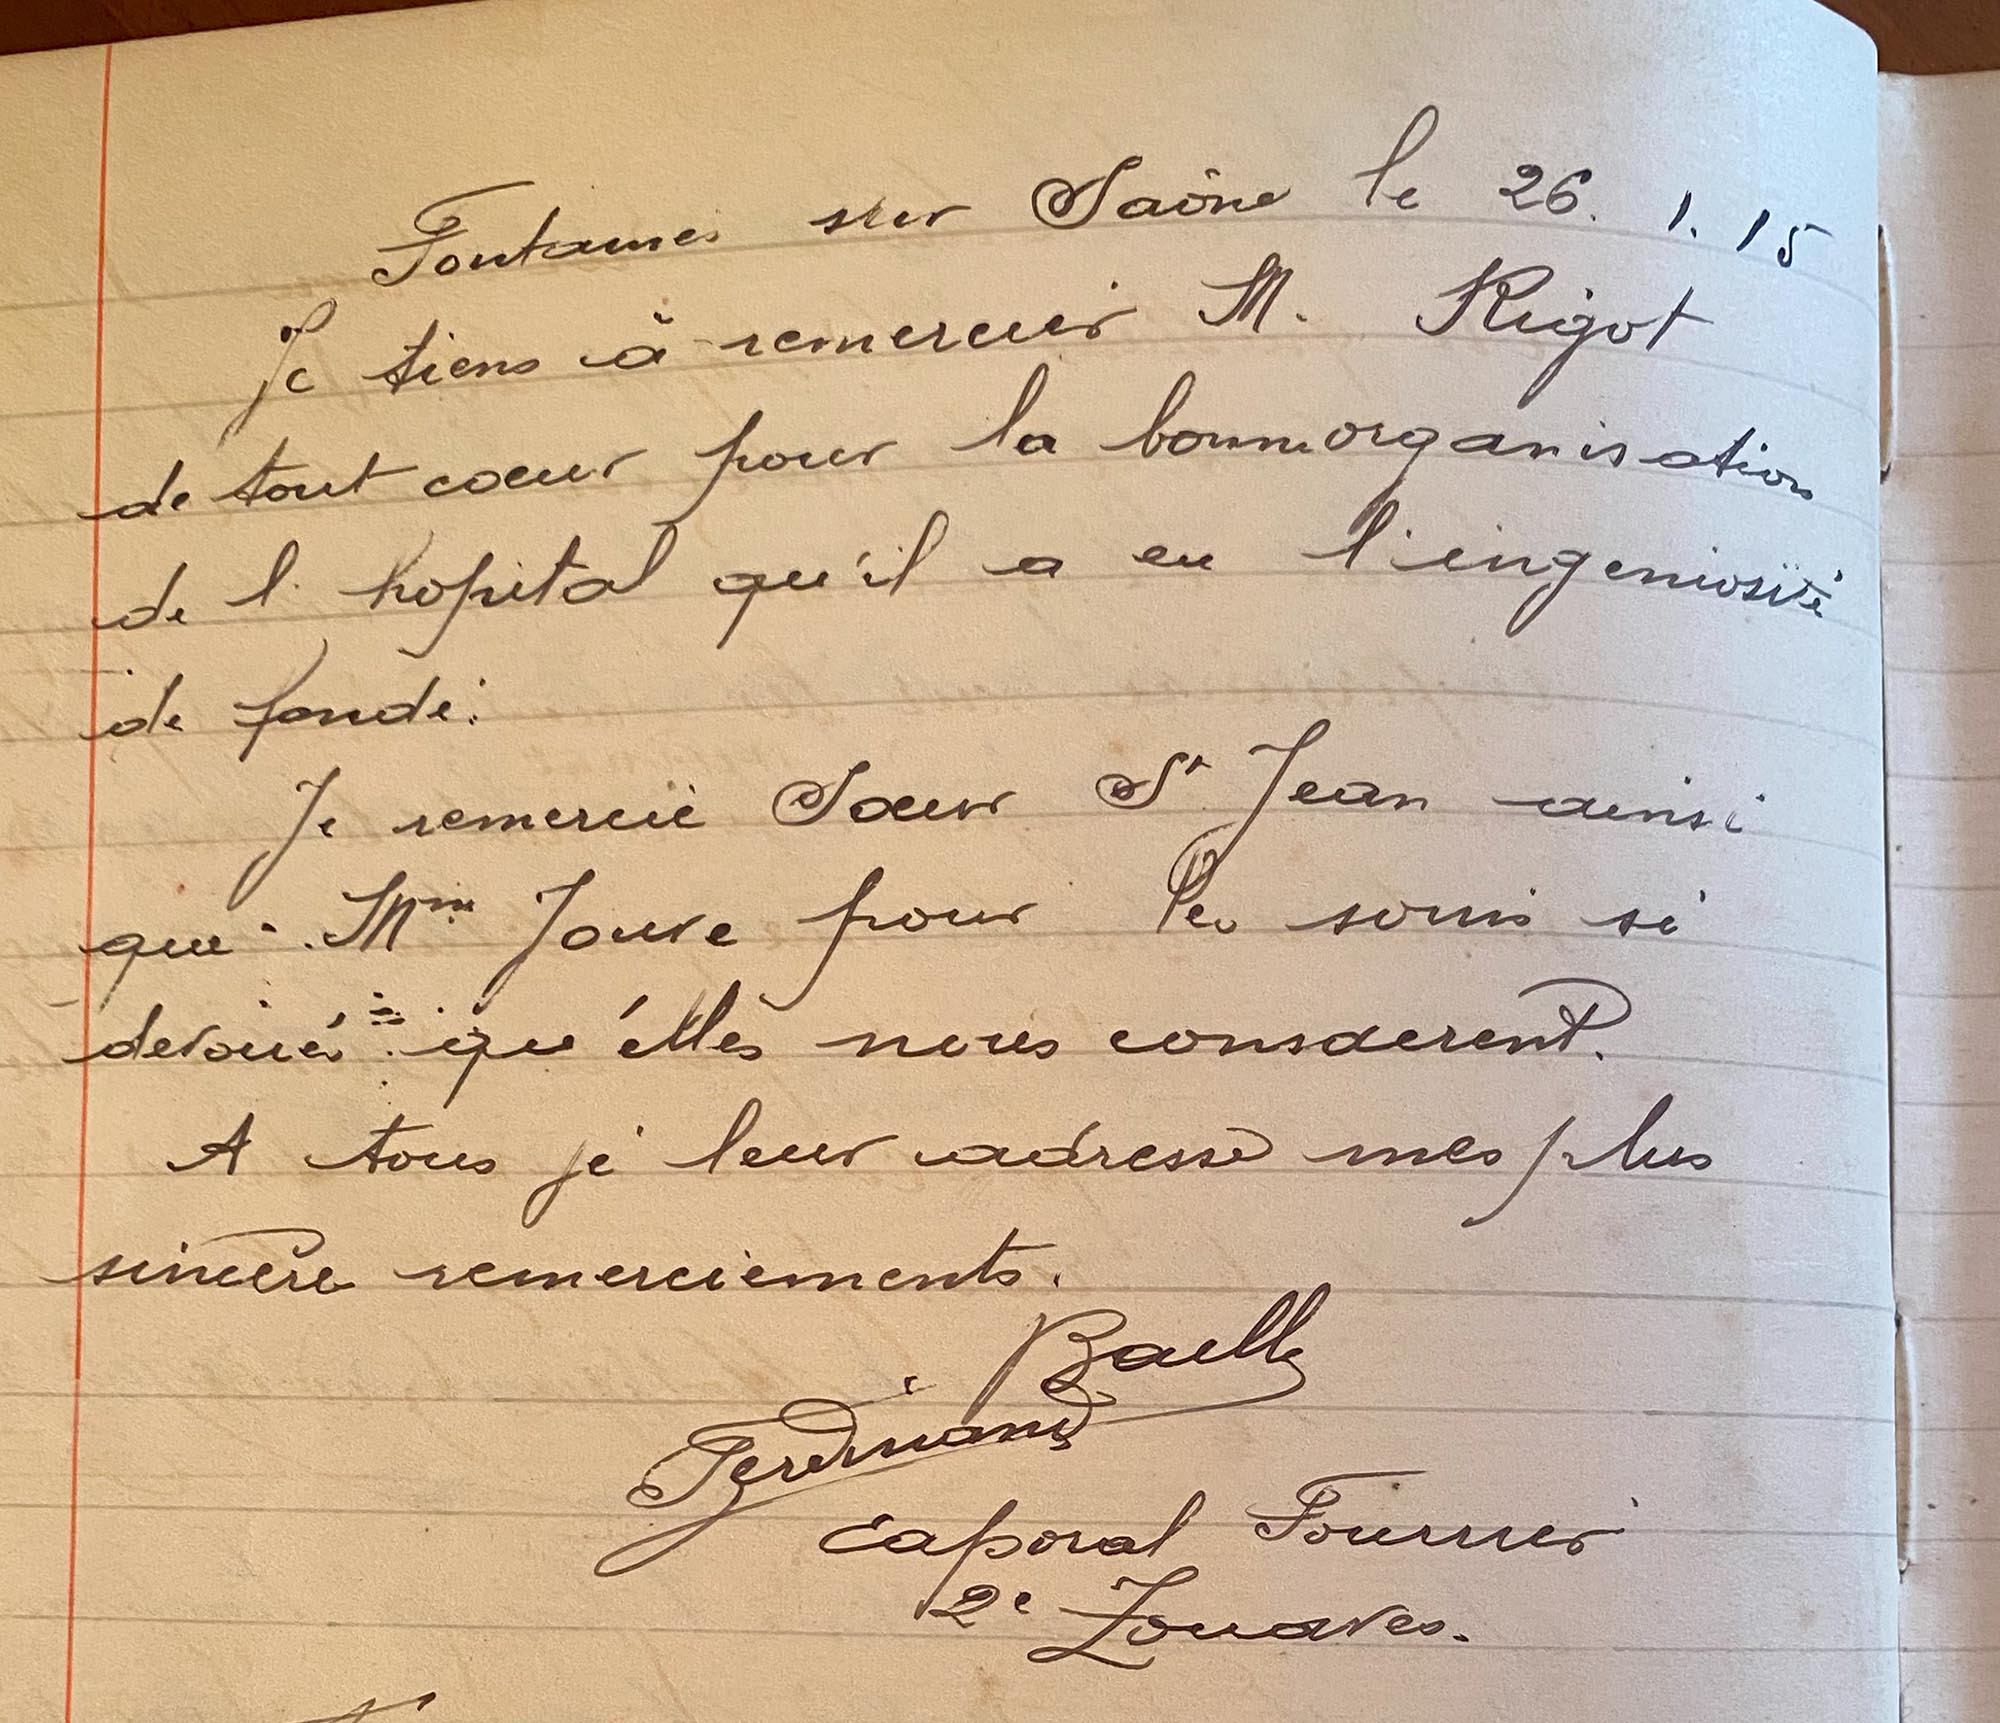 Fontaines sur Saône le 26. 1. 15
Je tiens à remercier M. Rigot
de tout coeur pour la bonne organisation
de l'hopital qu'il a eu l'ingeniosité
de fondé.
Je remercie Soeur St Jean ainsi
que Mme Jouve pour les soins si
devoués qu'elles nous consacrent.
A tous je leur adresse mes plus
sincère remerciements.
Baille
Ferdinand
Caporal Fourrier
2e Zouaves.